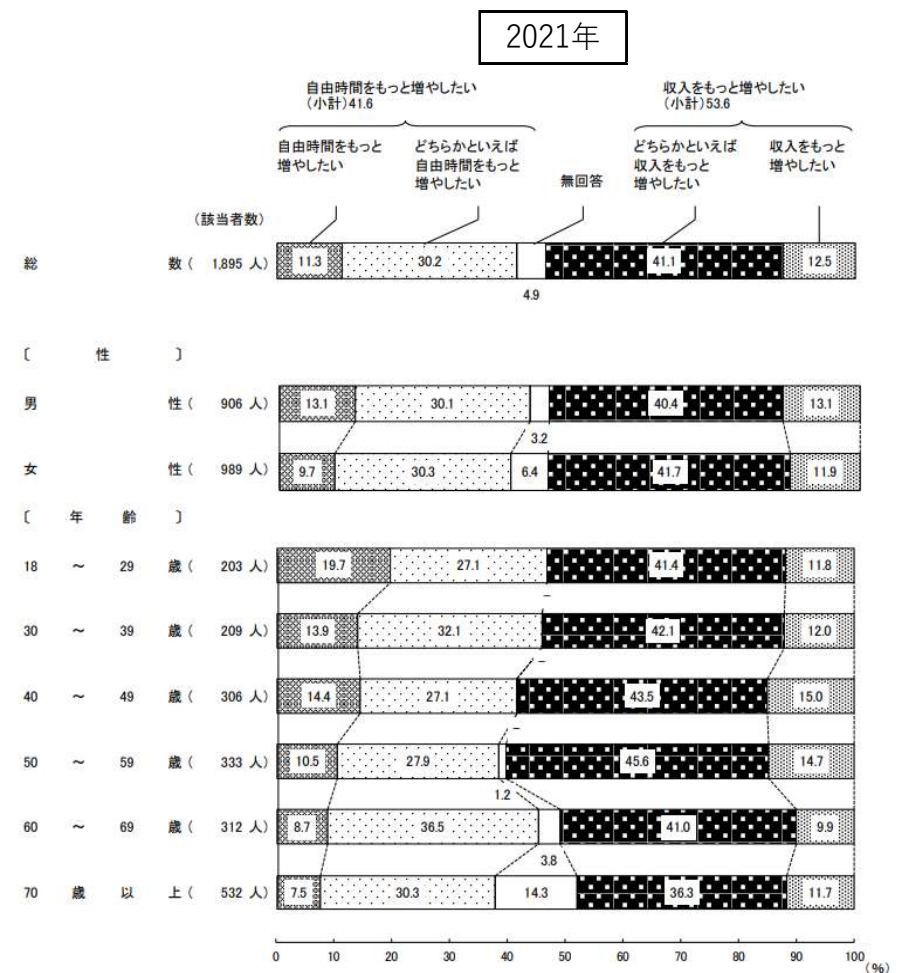 2021年
自由時間をもっと増やしたい
(小計)41.6
収入をもっと増やしたい
(小計)53.6
自由時間をもっと
増やしたい
どちらかといえば
自由時間をもっと
増やしたい
無回答
どちらかといえば
収入をもっと
増やしたい
収入をもっと
増やしたい
(該当者数)
総 数 ( 1,895 人) 11.3 30.2 41.1 12.5
4.9
〔 性 〕
男 性 ( 906 人) 13.1 30.1 40.4 13.1
3.2
女 性 ( 989 人) 9.7 30.3 6.4 41.7 11.9
〔 年 齢 〕
18 ～ 29 歳 ( 203 人) 19.7 27.1 41.4 11.8
－
30 ～ 39 歳 ( 209 人) 13.9 32.1 42.1 12.0
－
40 ～ 49 歳 ( 306 人) 14.4 27.1 43.5 15.0
－
50 ～ 59 歳 ( 333 人) 10.5 27.9 45.6 14.7
1.2
60 ～ 69 歳 ( 312 人) 8.7 36.5 41.0 9.9
3.8
70 歳 以 上 ( 532 人) 7.5 30.3 14.3 36.3 11.7
0 10 20 30 40 50 60 70 80 90 100
(%)